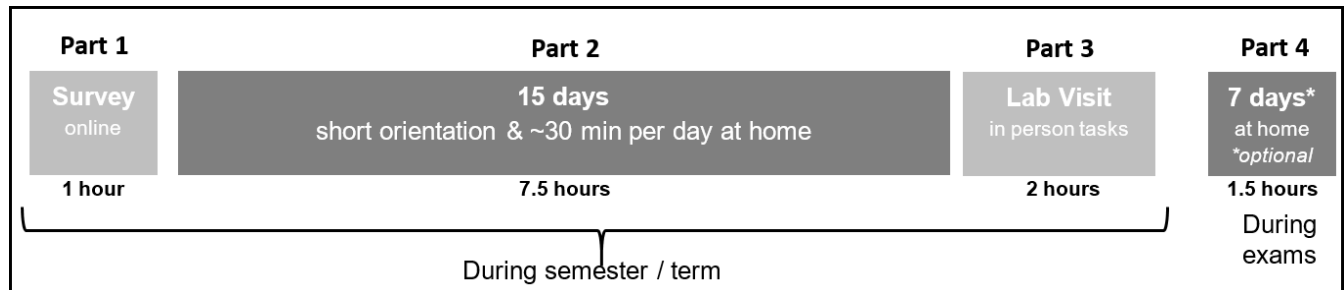 Part 1
Survey
online
1 hour
Part 2
15 days
short orientation & ~30 min per day at home
7.5 hours
Part 3
Lab Visit
in person tasks
2 hours
Part 4
7 days*
at home
*optional
1.5 hours
During
exams
During semester / term